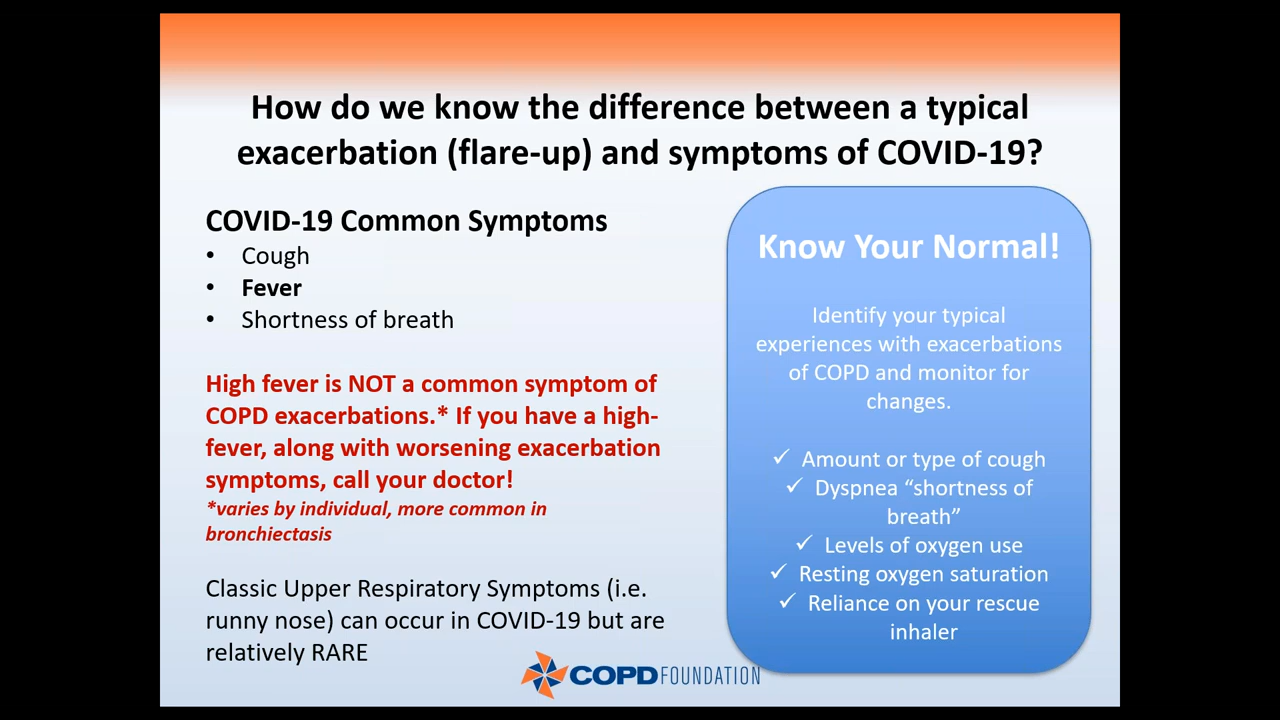 How do we know the difference between a typical
exacerbation (flare-up) and symptoms of COVID-19?
COVID-19 Common Symptoms
• Cough
• Fever
• Shortness of breath
High fever is NOT a common symptom of
COPD exacerbations.* If you have a high-
fever, along with worsening exacerbation
symptoms, call your doctor!
*varies by individual, more common in
bronchiectasis
Classic Upper Respiratory Symptoms (i.e.
runny nose) can occur in COVID-19 but are
relatively RARE
Know Your Normal!
Identify your typical
experiences with exacerbations
of COPD and monitor for
changes.
✓ Amount or type of cough
✓ Dyspnea “shortness of
breath”
✓ Levels of oxygen use
✓ Resting oxygen saturation
✓ Reliance on your rescue
inhaler
COPD FOUNDATION